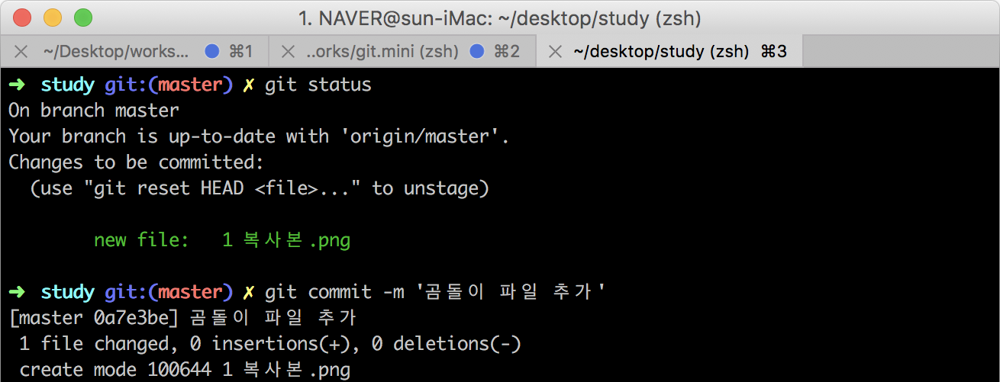 1. NAVER@sun-iMac: ~/desktop/study (zsh)
~/Desktop/works... ⌘1 ..orks/git.mini (zsh) ⌘2 ~/desktop/study (zsh) ⌘3
➜ study git:(master) ✗ git status
On branch master
Your branch is up-to-date with 'origin/master'.
Changes to be committed:
(use "git reset HEAD <file>..." to unstage)
new file: 1 복사본.png
➜ study git:(master) ✗ git commit -m '곰돌이 파일 추가'
[master 0a7e3be] 곰돌이 파일 추가
1 file changed, 0 insertions(+), 0 deletions(-)
create mode 100644 1 복사본.png